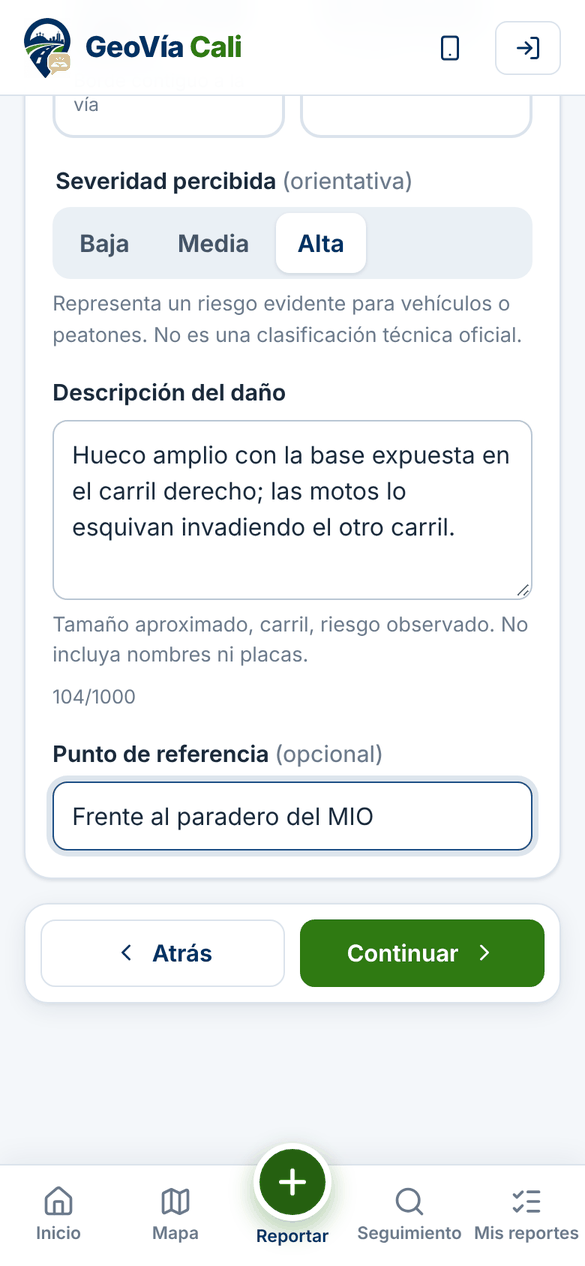 GeoVía Cali
vía
Severidad percibida (orientativa)
Baja
Media
Alta
Representa un riesgo evidente para vehículos o
peatones. No es una clasificación técnica oficial.
Descripción del daño
Hueco amplio con la base expuesta en
el carril derecho; las motos lo
esquivan invadiendo el otro carril.
Tamaño aproximado, carril, riesgo observado. No
incluya nombres ni placas.
104/1000
Punto de referencia (opcional)
Frente al paradero del MIO
Atrás
Continuar
Inicio
Mapa
Reportar
Seguimiento
Mis reportes